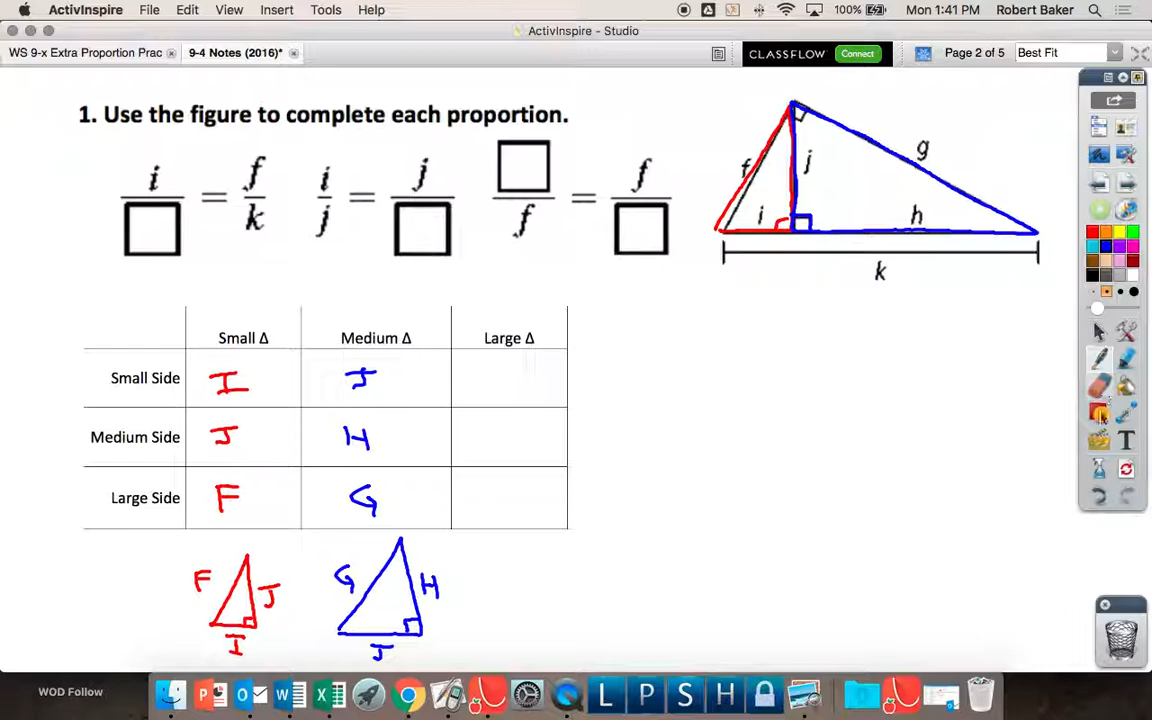 ActivInspire File Edit View Insert Tools Help 100% Mon 1:41 PM Robert Baker
ActivInspire - Studio
WS 9-x Extra Proportion Prac 9-4 Notes (2016)* CLASSFLOW Connect Page 2 of 5 Best Fit
1. Use the figure to complete each proportion.
i/□ = f/k i/j = j/□ □/f = f/□
f j g
i h
k
Small Δ Medium Δ Large Δ
Small Side I J
Medium Side J H
Large Side F G
F J G H
I J
T
WOD Follow
L P S H